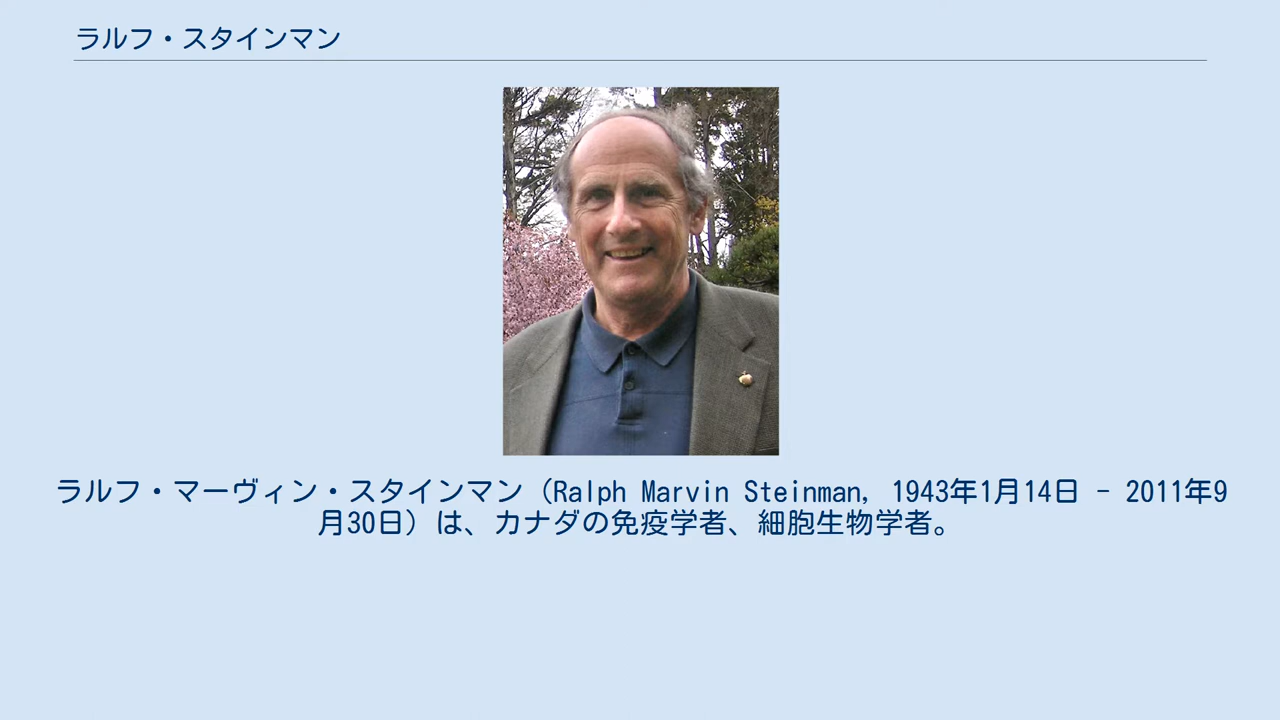 ラルフ・スタインマン
ラルフ・マーヴィン・スタインマン（Ralph Marvin Steinman, 1943年1月14日 - 2011年9
月30日）は、カナダの免疫学者、細胞生物学者。